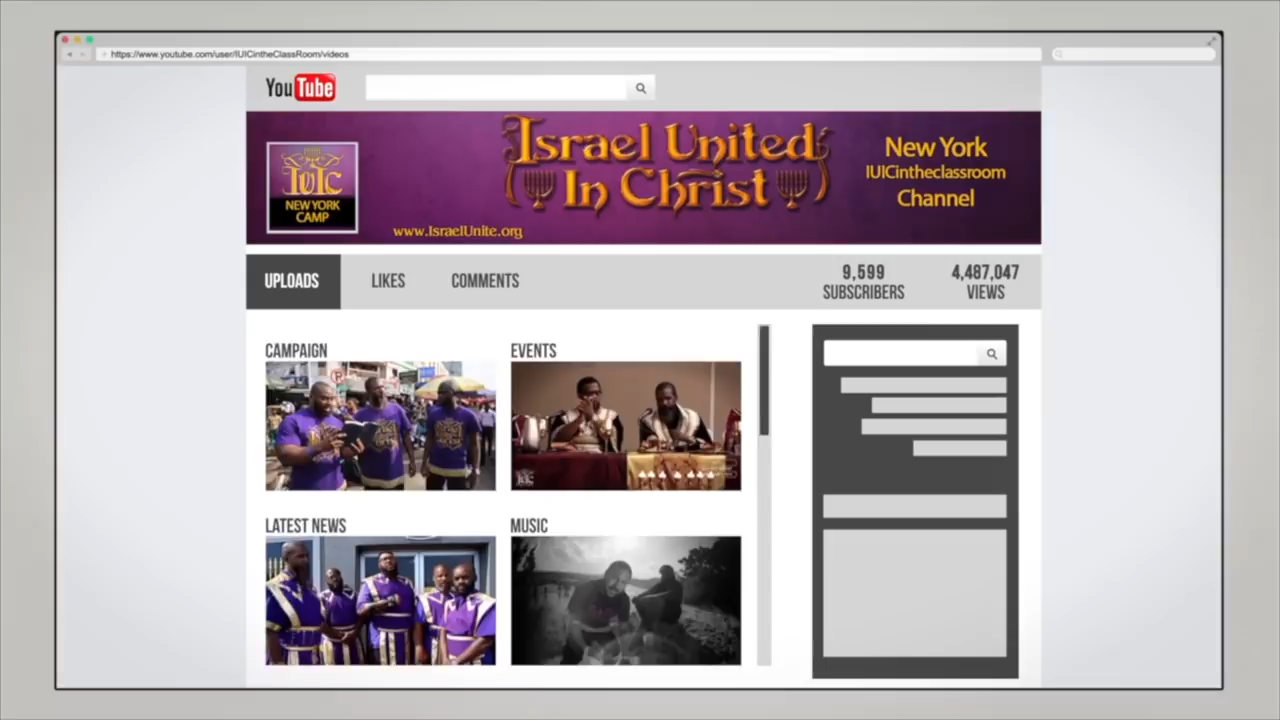 https://www.youtube.com/user/IUICintheClassRoom/videos
YouTube
IUIC
NEW YORK
CAMP
Israel United
In Christ
www.IsraelUnite.org
New York
IUICintheclassroom
Channel
UPLOADS
LIKES
COMMENTS
9,599
SUBSCRIBERS
4,487,047
VIEWS
CAMPAIGN
EVENTS
IUIC
LATEST NEWS
MUSIC